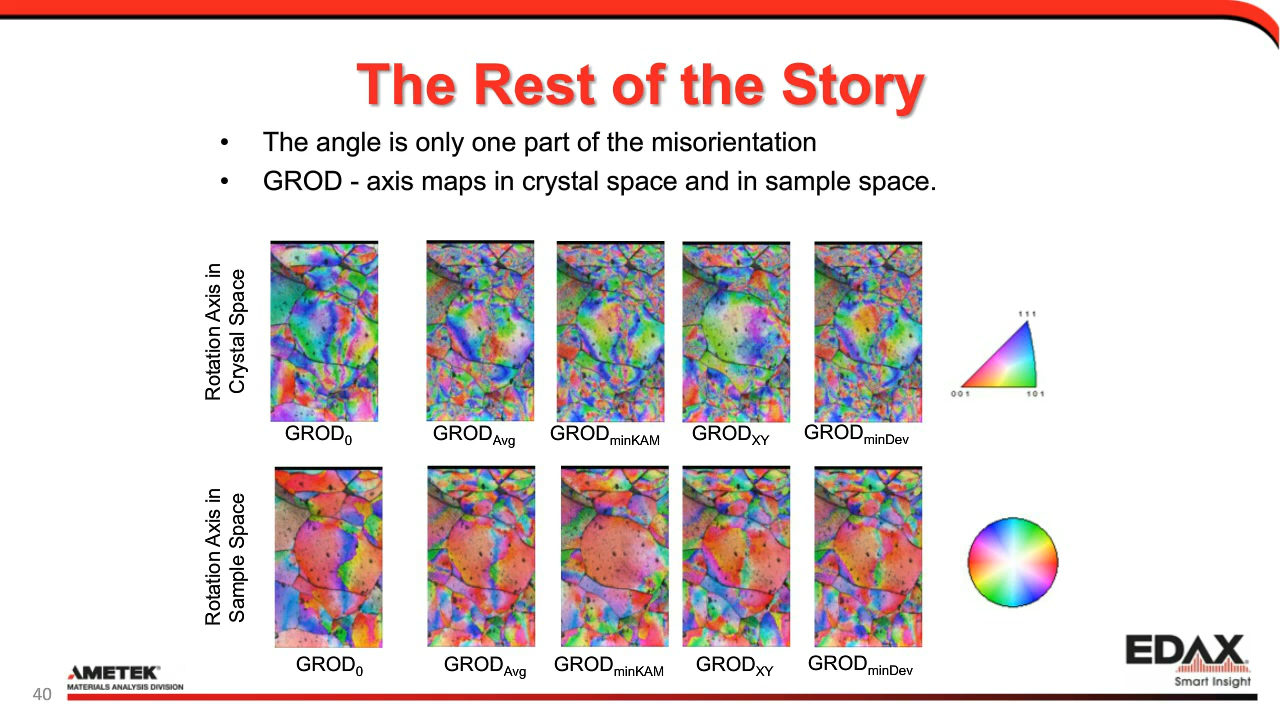 The Rest of the Story
• The angle is only one part of the misorientation
• GROD - axis maps in crystal space and in sample space.
Rotation Axis in
Crystal Space
GROD0
GRODAvg
GRODminKAM
GRODXY
GRODminDev
111
001
101
Rotation Axis in
Sample Space
GROD0
GRODAvg
GRODminKAM
GRODXY
GRODminDev
40
AMETEK®
MATERIALS ANALYSIS DIVISION
EDAX
Smart Insight